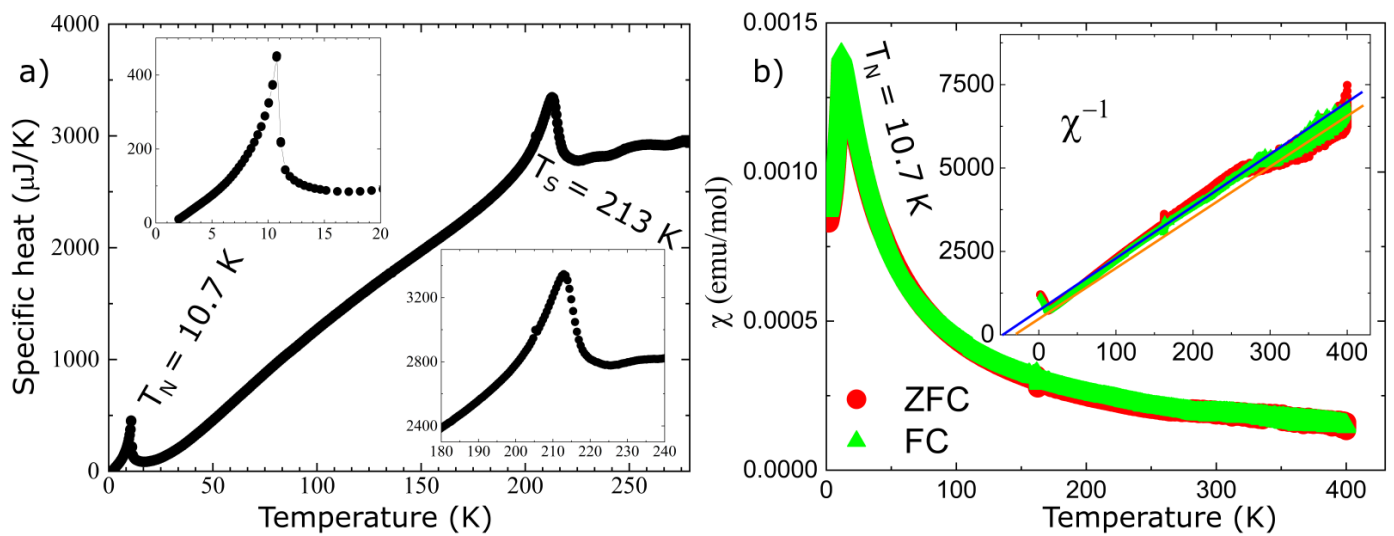 a)
Specific heat (μJ/K)
4000
3000
2000
1000
0
0 50 100 150 200 250
Temperature (K)
T_N = 10.7 K
T_S = 213 K
400
200
0
0 5 10 15 20
3200
2800
2400
180 190 200 210 220 230 240
b)
χ (emu/mol)
0.0015
0.0010
0.0005
0.0000
0 100 200 300 400
Temperature (K)
T_N = 10.7 K
ZFC
FC
χ⁻¹
7500
5000
2500
0
0 100 200 300 400